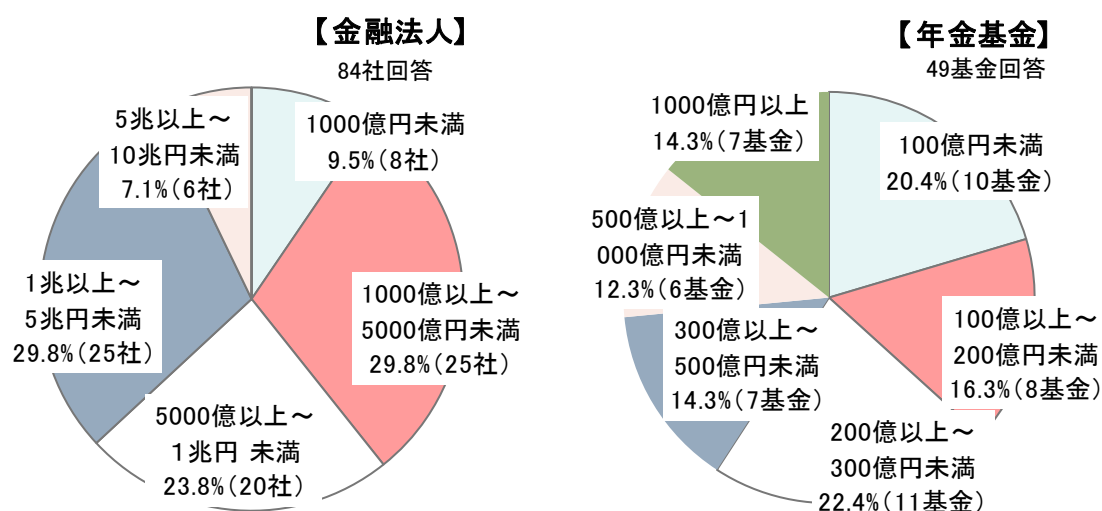 【金融法人】
84社回答
5兆以上～
10兆円未満
7.1%（6社）
1000億円未満
9.5%（8社）
1兆以上～
5兆円未満
29.8%（25社）
1000億以上～
5000億円未満
29.8%（25社）
5000億以上～
1兆円 未満
23.8%（20社）
【年金基金】
49基金回答
1000億円以上
14.3%（7基金）
100億円未満
20.4%（10基金）
500億以上～1
000億円未満
12.3%（6基金）
300億以上～
500億円未満
14.3%（7基金）
100億以上～
200億円未満
16.3%（8基金）
200億以上～
300億円未満
22.4%（11基金）